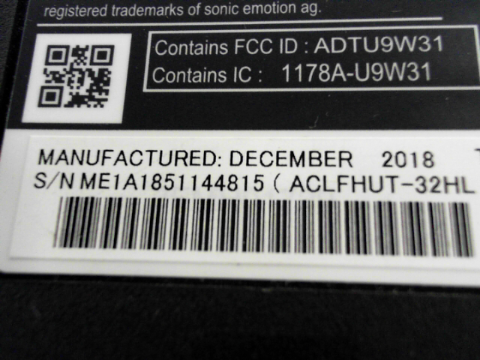 registered trademarks of sonic emotion ag.
Contains FCC ID : ADTU9W31
Contains IC : 1178A-U9W31
MANUFACTURED: DECEMBER 2018
S/N ME1A1851144815 ( ACLFHUT-32HL